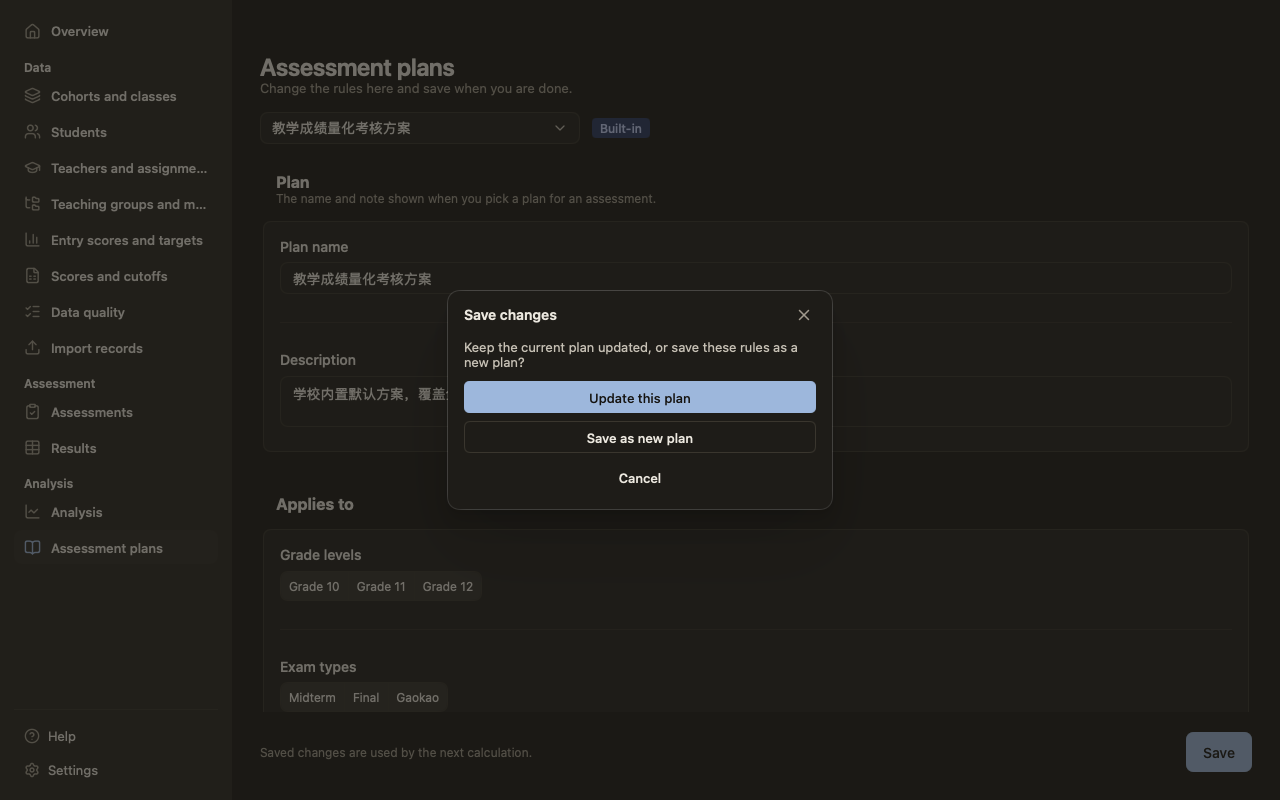 Overview
Data
Cohorts and classes
Students
Teachers and assignme...
Teaching groups and m...
Entry scores and targets
Scores and cutoffs
Data quality
Import records
Assessment
Assessments
Results
Analysis
Analysis
Assessment plans
Help
Settings
Assessment plans
Change the rules here and save when you are done.
教学成绩量化考核方案
Built-in
Plan
The name and note shown when you pick a plan for an assessment.
Plan name
教学成绩量化考核方案
Description
学校内置默认方案，覆盖
Save changes
Keep the current plan updated, or save these rules as a
new plan?
Update this plan
Save as new plan
Cancel
Applies to
Grade levels
Grade 10 Grade 11 Grade 12
Exam types
Midterm Final Gaokao
Saved changes are used by the next calculation.
Save